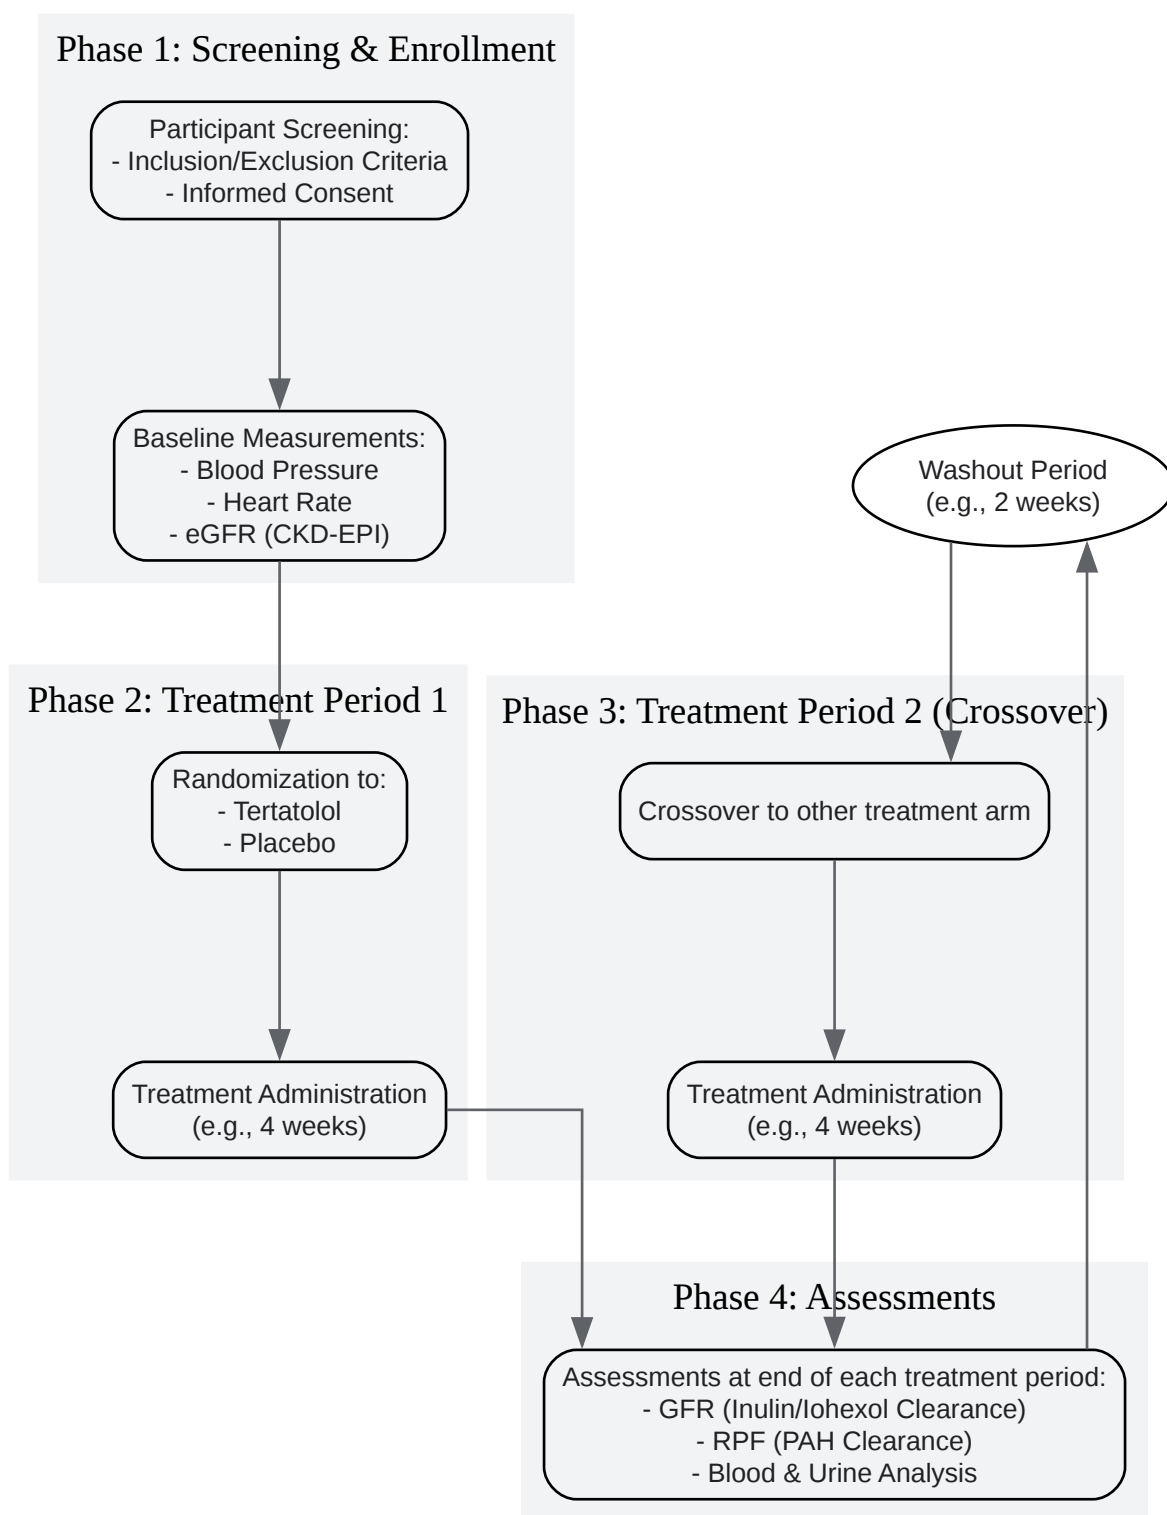 Phase 1: Screening & Enrollment
Participant Screening:
- Inclusion/Exclusion Criteria
- Informed Consent
Baseline Measurements:
- Blood Pressure
- Heart Rate
- eGFR (CKD-EPI)
Washout Period
(e.g., 2 weeks)
Phase 2: Treatment Period 1
Randomization to:
- Tertatolol
- Placebo
Treatment Administration
(e.g., 4 weeks)
Phase 3: Treatment Period 2 (Crossover)
Crossover to other treatment arm
Treatment Administration
(e.g., 4 weeks)
Phase 4: Assessments
Assessments at end of each treatment period:
- GFR (Inulin/Iohexol Clearance)
- RPF (PAH Clearance)
- Blood & Urine Analysis